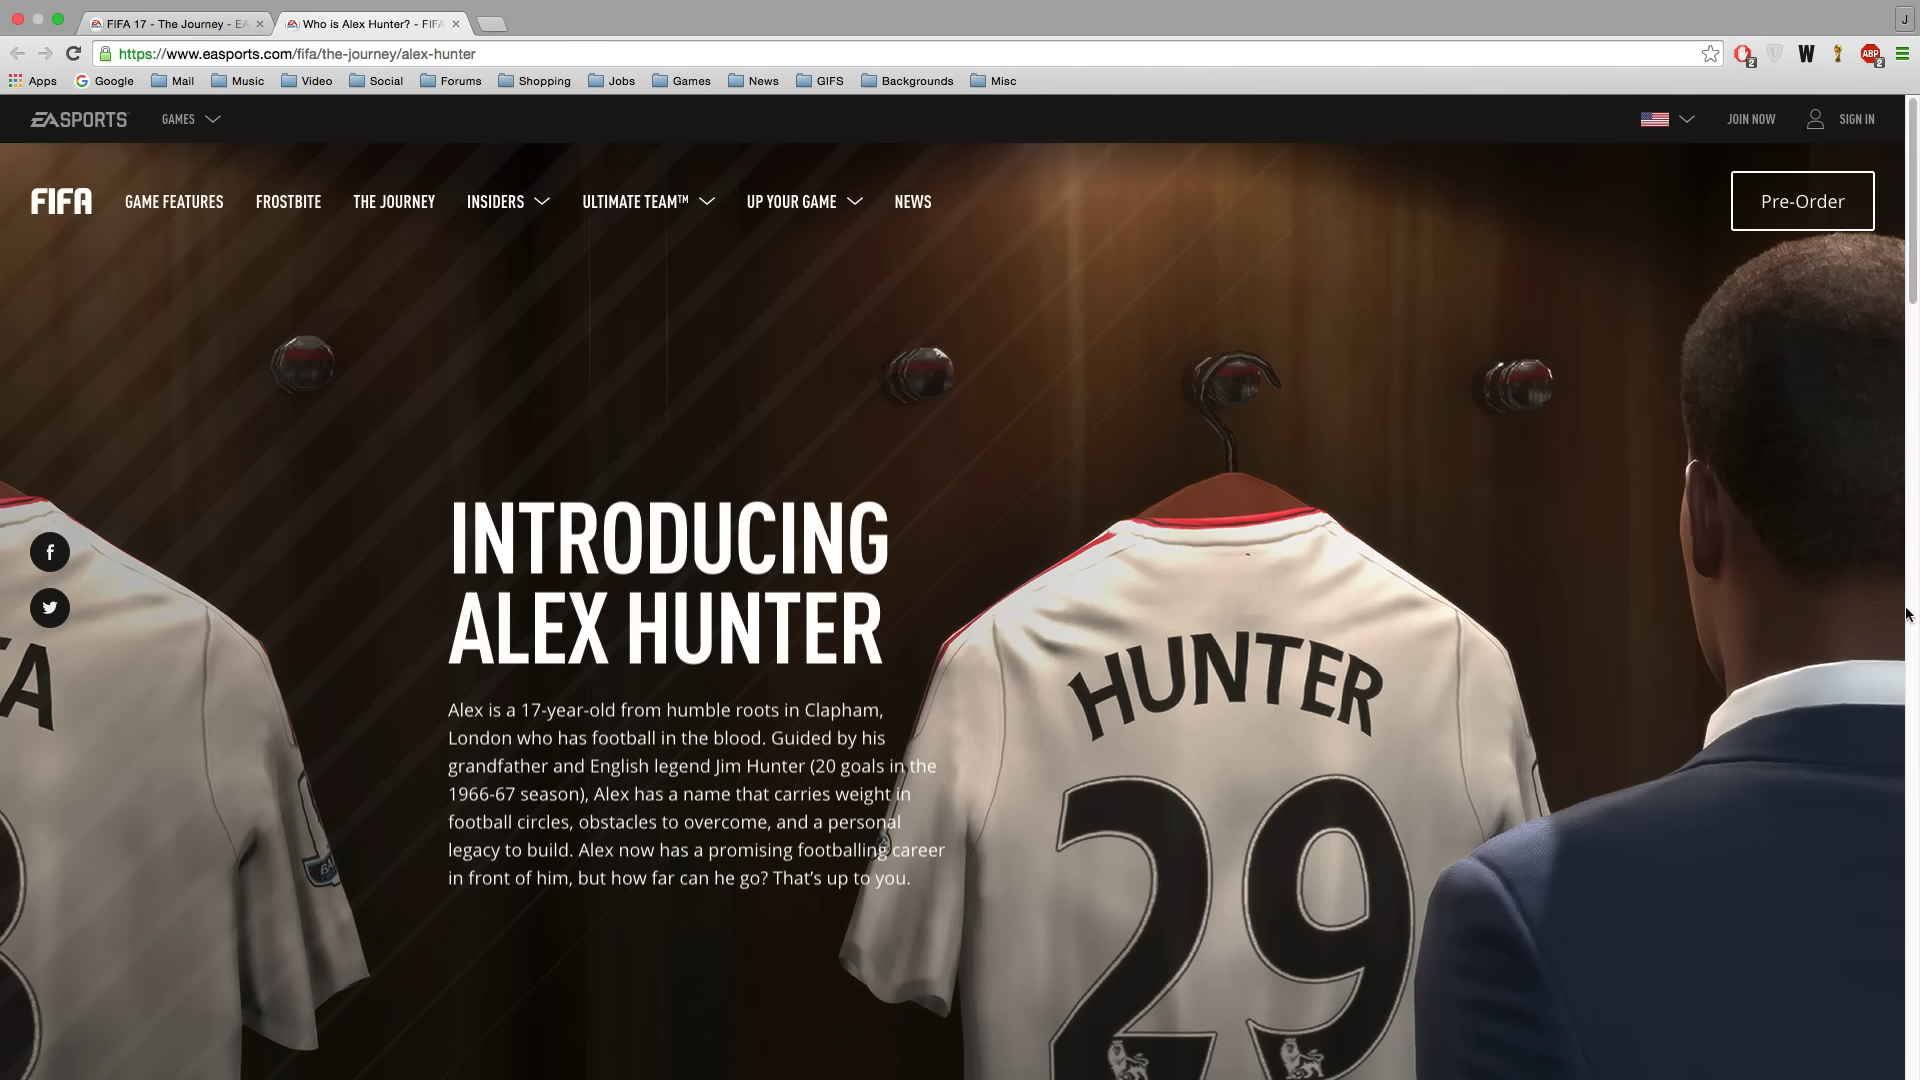 FIFA 17 - The Journey - EA
Who is Alex Hunter? - FIFA
J
https://www.easports.com/fifa/the-journey/alex-hunter
2
W
ABP
2
Apps
Google
Mail
Music
Video
Social
Forums
Shopping
Jobs
Games
News
GIFS
Backgrounds
Misc
EA SPORTS
GAMES
JOIN NOW
SIGN IN
FIFA
GAME FEATURES
FROSTBITE
THE JOURNEY
INSIDERS
ULTIMATE TEAM™
UP YOUR GAME
NEWS
Pre-Order
INTRODUCING
ALEX HUNTER
Alex is a 17-year-old from humble roots in Clapham,
London who has football in the blood. Guided by his
grandfather and English legend Jim Hunter (20 goals in the
1966-67 season), Alex has a name that carries weight in
football circles, obstacles to overcome, and a personal
legacy to build. Alex now has a promising footballing career
in front of him, but how far can he go? That’s up to you.
HUNTER
29